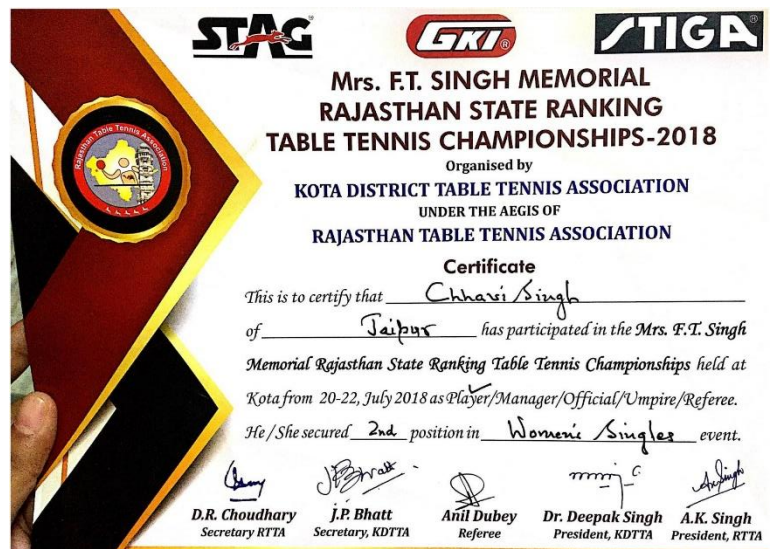 STAG®
GKI®
STIGA
Mrs. F.T. SINGH MEMORIAL
RAJASTHAN STATE RANKING
TABLE TENNIS CHAMPIONSHIPS-2018
Organised by
KOTA DISTRICT TABLE TENNIS ASSOCIATION
UNDER THE AEGIS OF
RAJASTHAN TABLE TENNIS ASSOCIATION
Rajasthan Table Tennis Association
Certificate
This is to certify that Chhavi Singh
of Jaipur has participated in the Mrs. F.T. Singh
Memorial Rajasthan State Ranking Table Tennis Championships held at
Kota from 20-22, July 2018 as Player/Manager/Official/Umpire/Referee.
He/She secured 2nd position in Women's Singles event.
D.R. Choudhary
Secretary RTTA
J.P. Bhatt
Secretary, KDTTA
Anil Dubey
Referee
Dr. Deepak Singh
President, KDTTA
A.K. Singh
President, RTTA